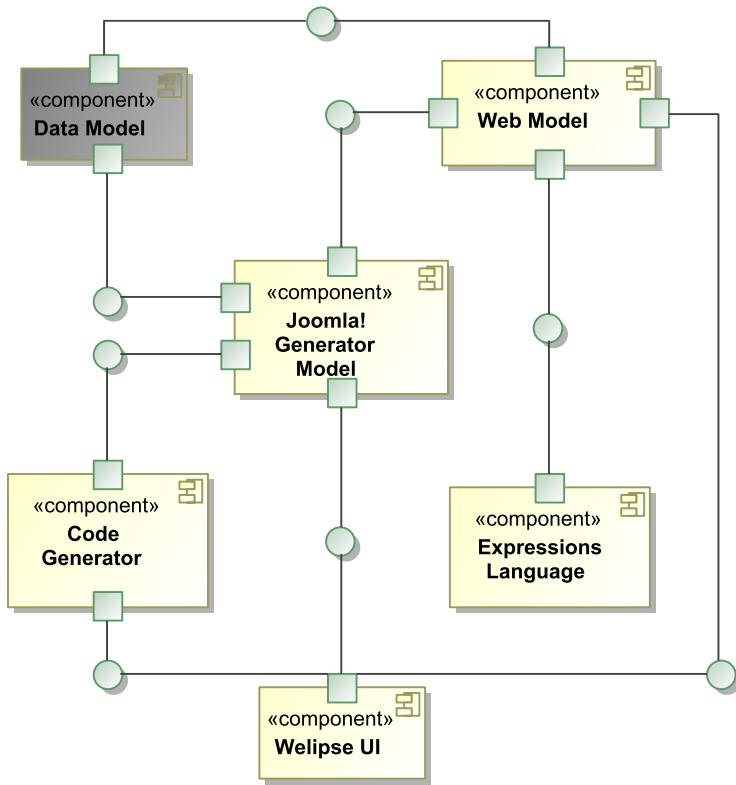 «component»
Data Model
«component»
Web Model
«component»
Joomla!
Generator
Model
«component»
Code
Generator
«component»
Expressions
Language
«component»
Welipse UI